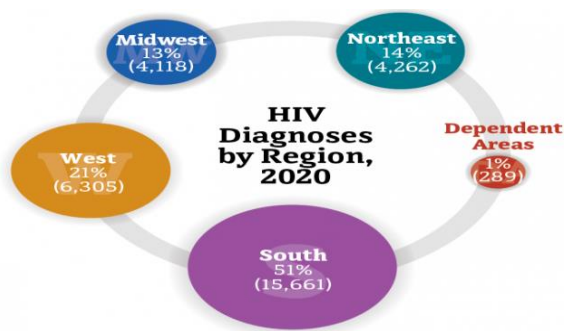 Midwest
13%
(4,118)
Northeast
14%
(4,262)
HIV
Diagnoses
by Region,
2020
Dependent
Areas
1%
(289)
West
21%
(6,305)
South
51%
(15,661)